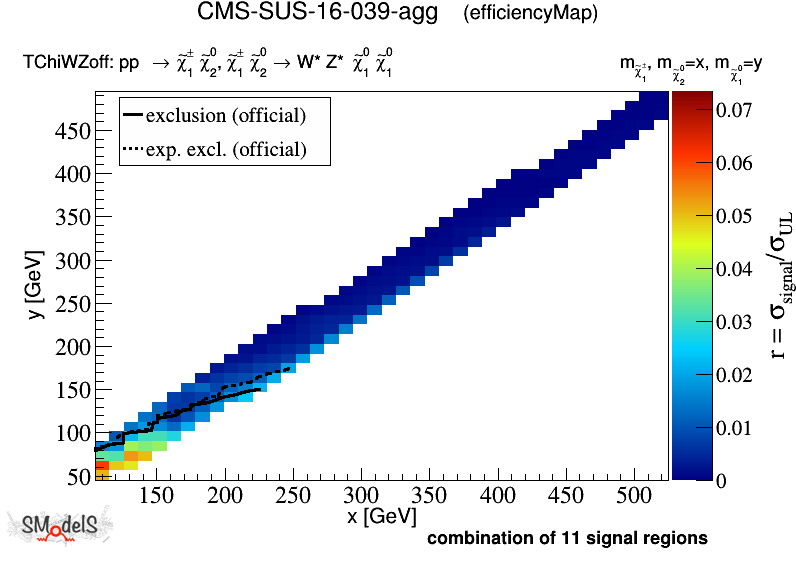 CMS-SUS-16-039-agg (efficiencyMap)
TChiWZoff: pp → χ̃₁± χ̃₂⁰, χ̃₁± χ̃₂⁰ → W* Z* χ̃₁⁰ χ̃₁⁰
m_χ̃₁±, m_χ̃₂⁰=x, m_χ̃₁⁰=y
exclusion (official)
exp. excl. (official)
450
400
350
300
250
200
150
100
50
y [GeV]
150 200 250 300 350 400 450 500
x [GeV]
0.07
0.06
0.05
0.04
0.03
0.02
0.01
0
r = σ_signal/σ_UL
SModelS
combination of 11 signal regions